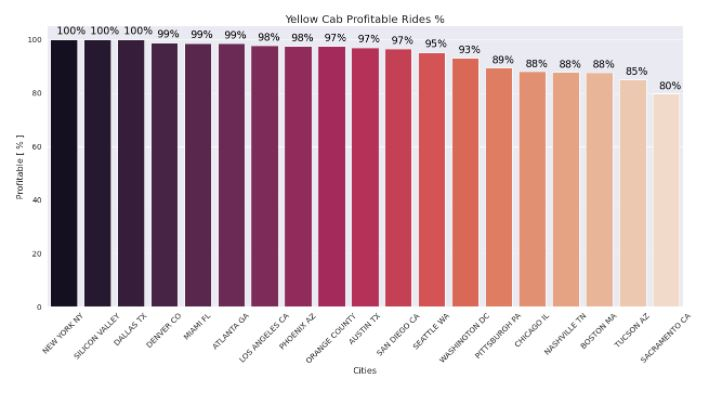 Yellow Cab Profitable Rides %
100% 100% 100% 99% 99% 99% 98% 98% 97% 97% 97% 95% 93% 89% 88% 88% 88% 85% 80%
Profitable [ % ]
100
80
60
40
20
0
NEW YORK NY
SILICON VALLEY
DALLAS TX
DENVER CO
MIAMI FL
ATLANTA GA
LOS ANGELES CA
PHOENIX AZ
ORANGE COUNTY
AUSTIN TX
SAN DIEGO CA
SEATTLE WA
WASHINGTON DC
PITTSBURGH PA
CHICAGO IL
NASHVILLE TN
BOSTON MA
TUCSON AZ
SACRAMENTO CA
Cities